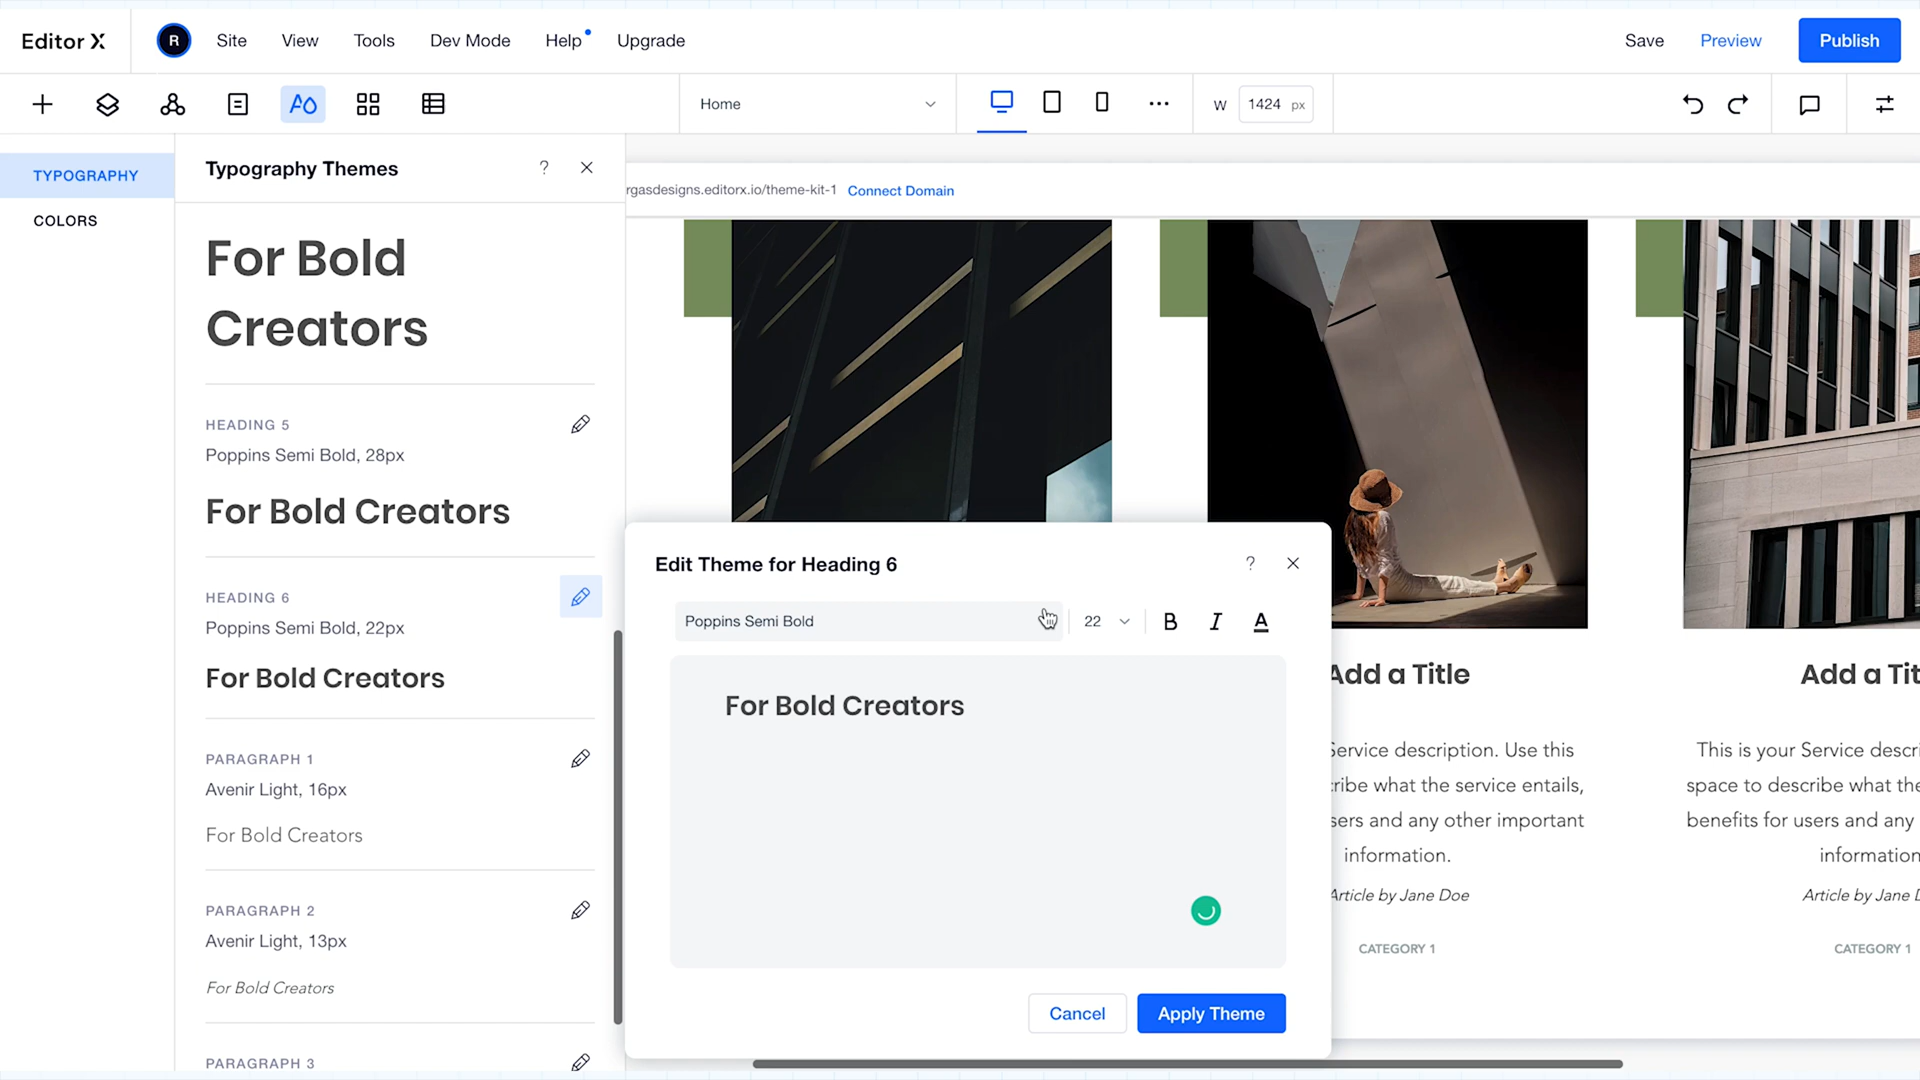 Editor X
R
Site
View
Tools
Dev Mode
Help
Upgrade
Save
Preview
Publish
Home
W
1424 px
TYPOGRAPHY
COLORS
Typography Themes
?
For Bold
Creators
HEADING 5
Poppins Semi Bold, 28px
For Bold Creators
HEADING 6
Poppins Semi Bold, 22px
For Bold Creators
PARAGRAPH 1
Avenir Light, 16px
For Bold Creators
PARAGRAPH 2
Avenir Light, 13px
For Bold Creators
PARAGRAPH 3
rgasdesigns.editorx.io/theme-kit-1 Connect Domain
Edit Theme for Heading 6
?
Poppins Semi Bold
22
B
I
A
For Bold Creators
Cancel
Apply Theme
Add a Title
Service description. Use this
cribe what the service entails,
sers and any other important
information.
Article by Jane Doe
CATEGORY 1
Add a Tit
This is your Service descri
space to describe what the
benefits for users and any
information
Article by Jane D
CATEGORY 1